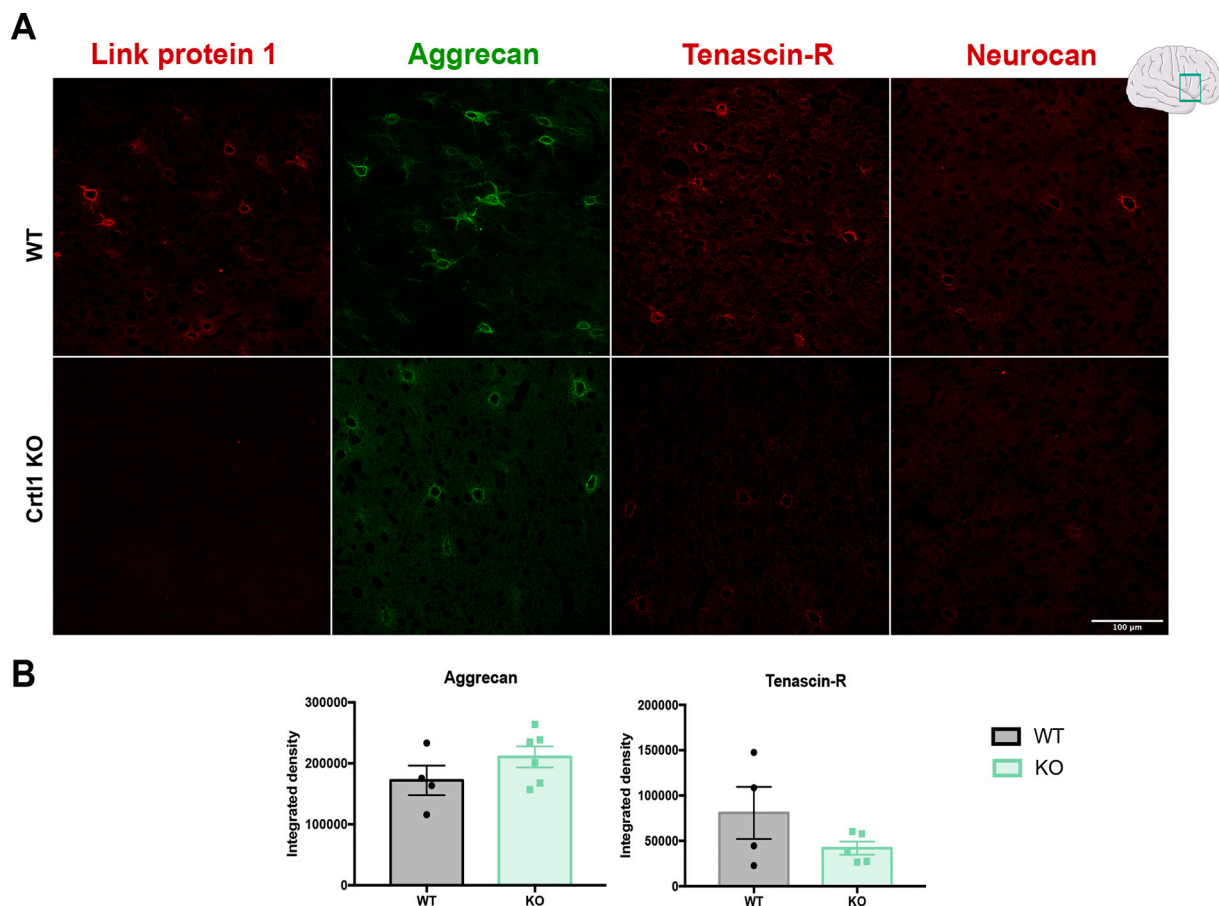 A
Link protein 1
Aggrecan
Tenascin-R
Neurocan
WT
Crtl1 KO
100 µm
B
Aggrecan
Integrated density
300000
200000
100000
0
WT
KO
Tenascin-R
Integrated density
200000
150000
100000
50000
0
WT
KO
WT
KO